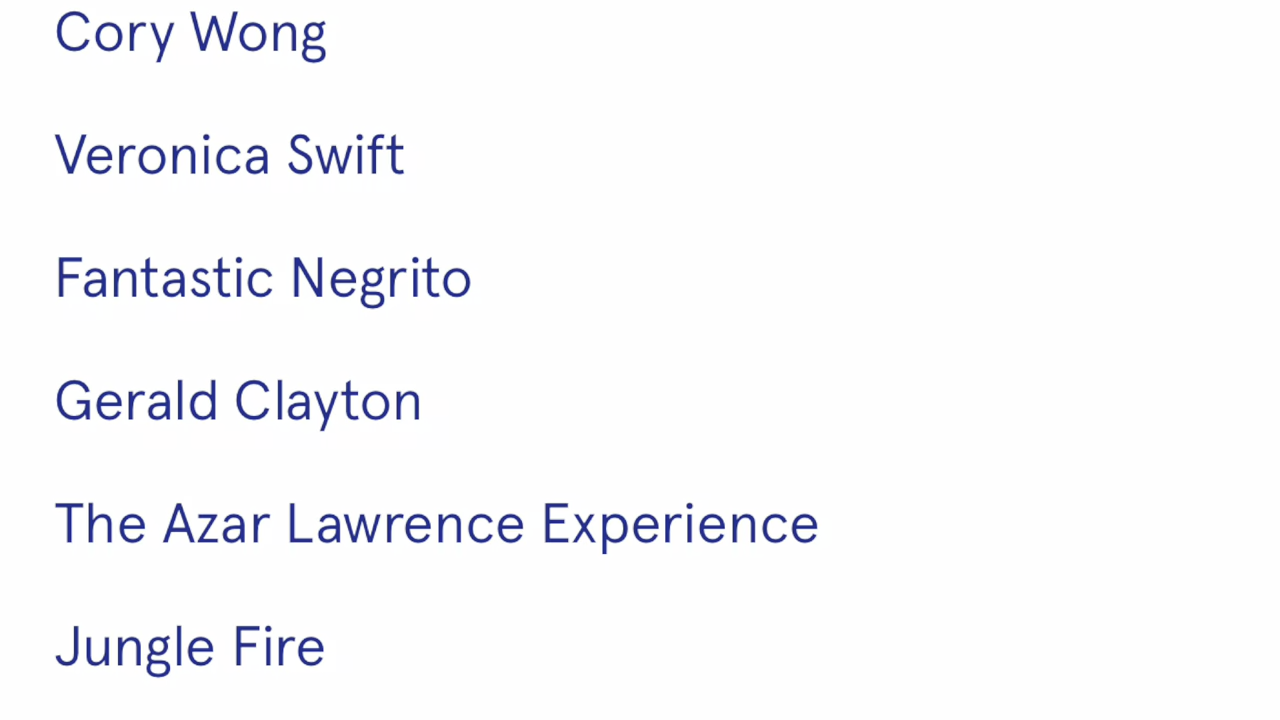 Cory Wong
Veronica Swift
Fantastic Negrito
Gerald Clayton
The Azar Lawrence Experience
Jungle Fire